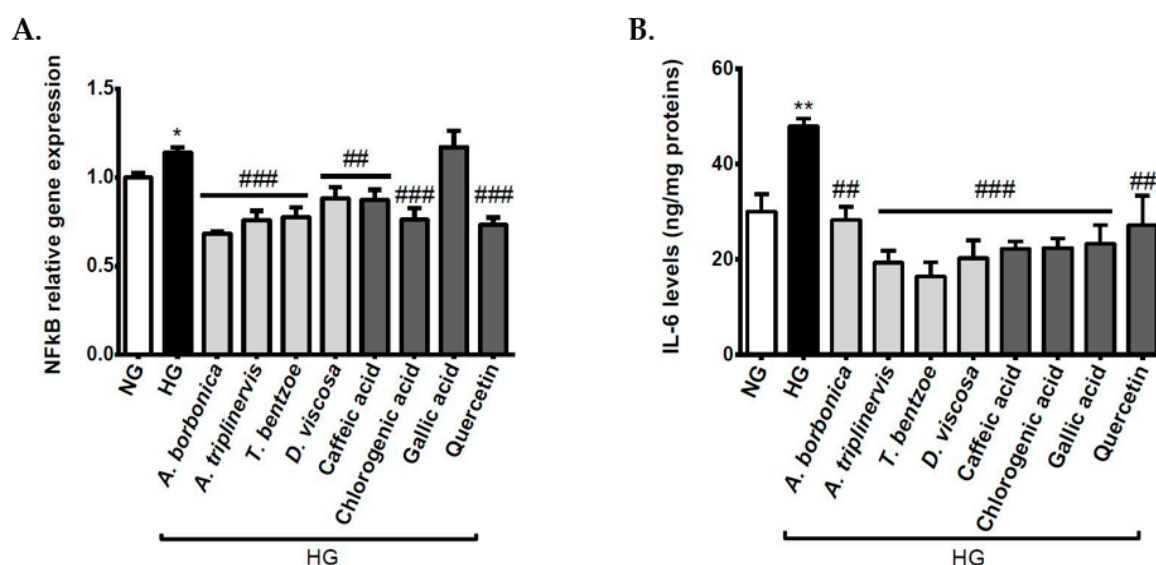 A.
NFkB relative gene expression
1.5
1.0
0.5
0.0
*
###
##
###
###
NG
HG
A. borbonica
A. triplinervis
T. bentzoe
D. viscosa
Caffeic acid
Chlorogenic acid
Gallic acid
Quercetin
HG
B.
IL-6 levels (ng/mg proteins)
60
40
20
0
**
##
###
##
NG
HG
A. borbonica
A. triplinervis
T. bentzoe
D. viscosa
Caffeic acid
Chlorogenic acid
Gallic acid
Quercetin
HG